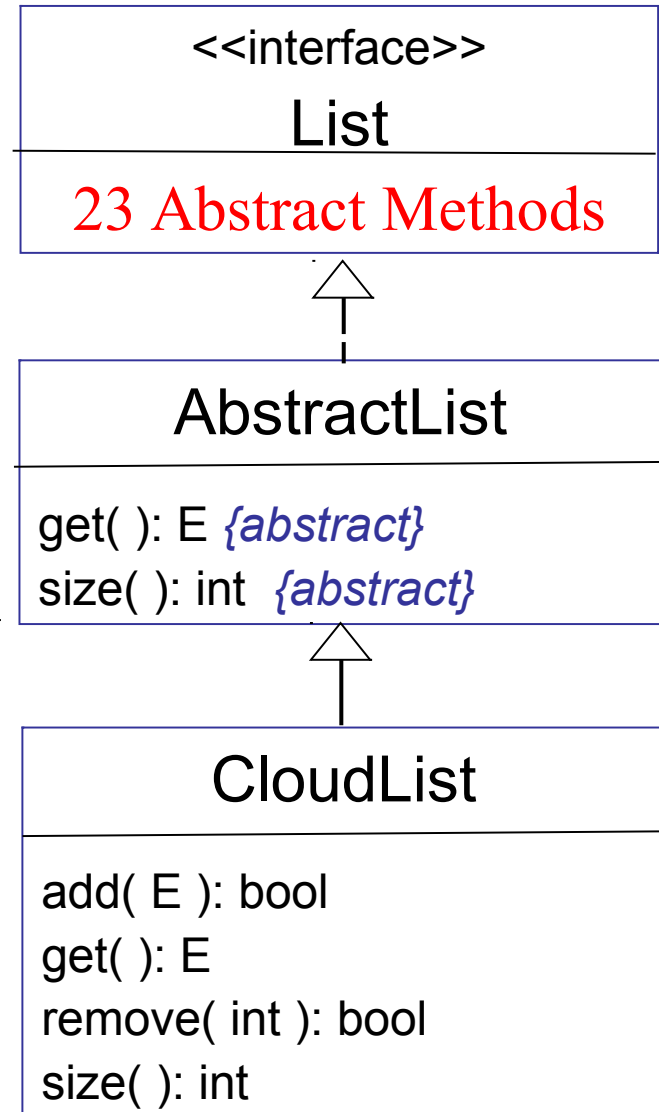 <<interface>>
List
23 Abstract Methods
AbstractList
get( ): E {abstract}
size( ): int {abstract}
CloudList
add( E ): bool
get( ): E
remove( int ): bool
size( ): int